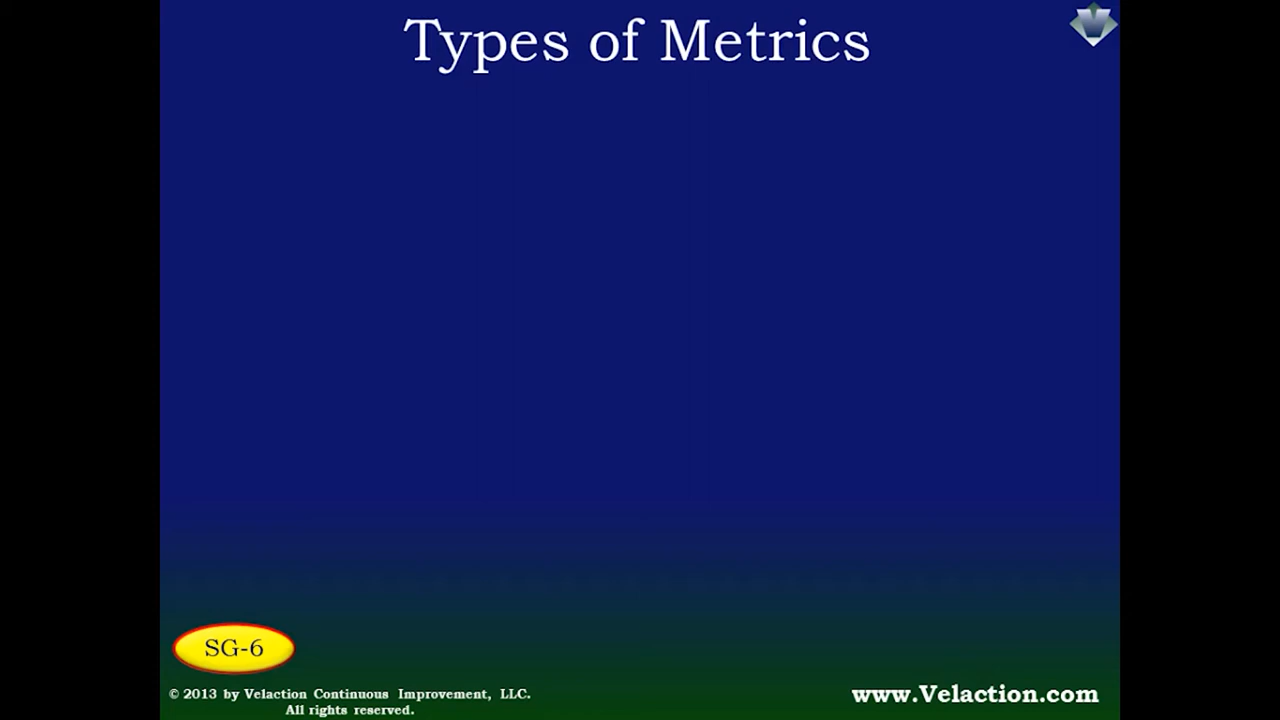 Types of Metrics
SG-6
© 2013 by Velaction Continuous Improvement, LLC.
All rights reserved.
www.Velaction.com